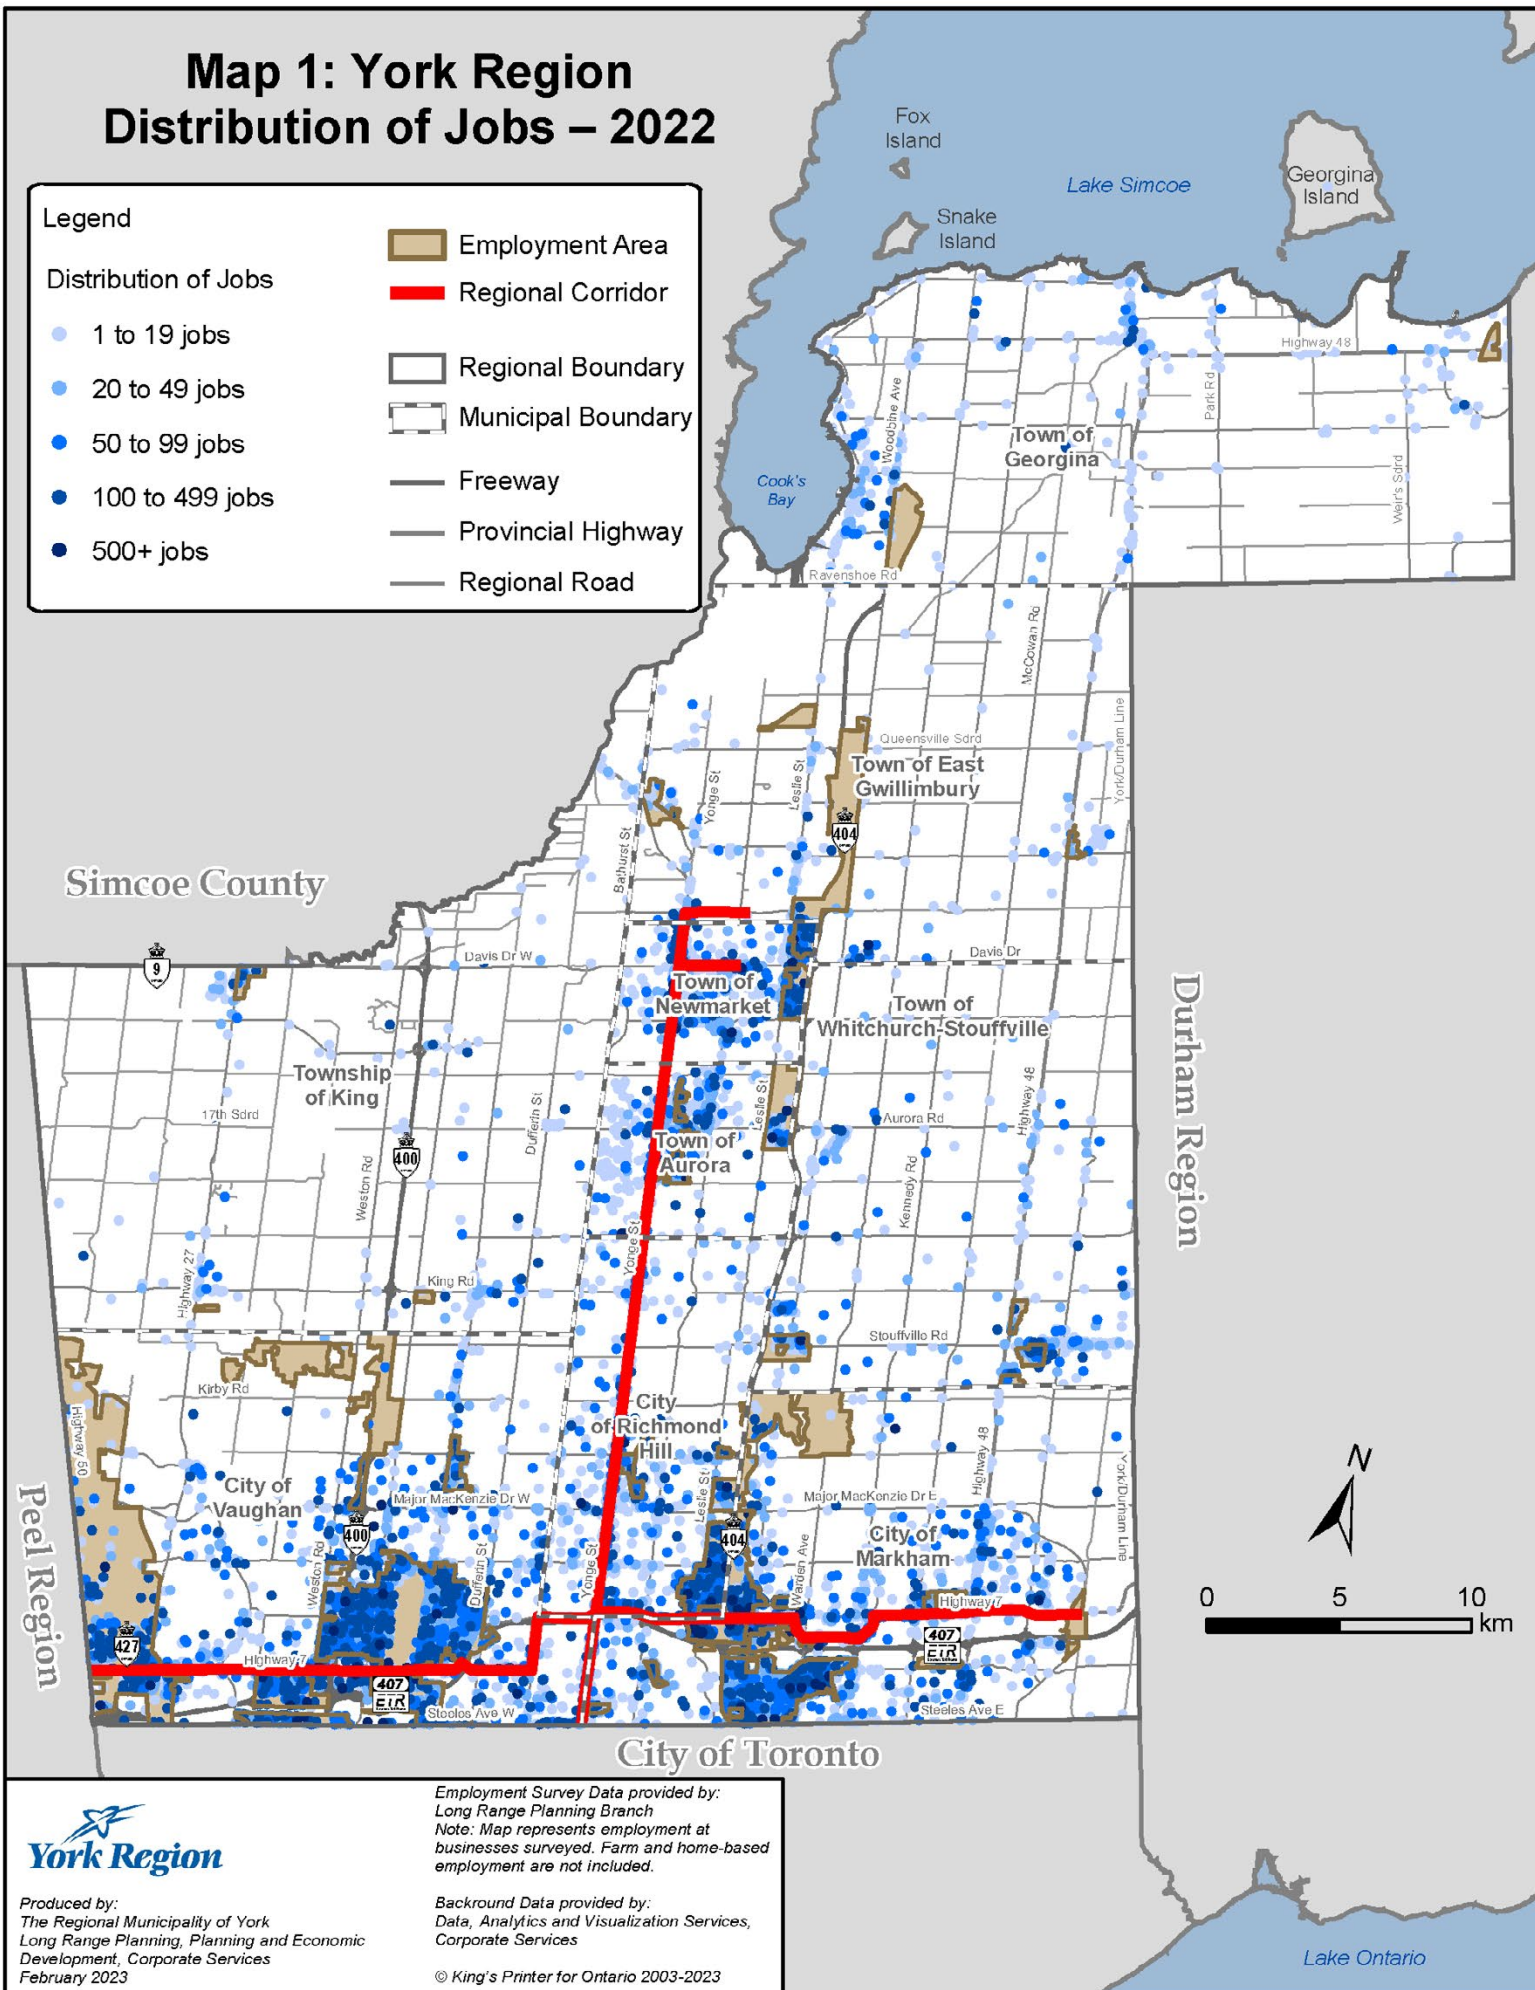 Map 1: York Region
Distribution of Jobs – 2022
Legend
Distribution of Jobs
1 to 19 jobs
20 to 49 jobs
50 to 99 jobs
100 to 499 jobs
500+ jobs
Employment Area
Regional Corridor
Regional Boundary
Municipal Boundary
Freeway
Provincial Highway
Regional Road
Fox
Island
Snake
Island
Lake Simcoe
Georgina
Island
Highway 48
Park Rd
Woodbine Ave
Town of
Georgina
Weir's Sdrd
Cook's
Bay
Ravenshoe Rd
McCowan Rd
York/Durham Line
Queensville Sdrd
Town of East
Gwillimbury
Leslie St
Yonge St
404
Bathurst St
Simcoe County
9
Davis Dr W
Davis Dr
Town of
Newmarket
Town of
Whitchurch-Stouffville
Durham Region
Township
of King
17th Sdrd
Dufferin St
Leslie St
Aurora Rd
Highway 48
400
Town of
Aurora
Weston Rd
Kennedy Rd
Yonge St
Highway 27
King Rd
Stouffville Rd
Kirby Rd
City
of Richmond
Hill
Highway 50
Highway 48
City of
Vaughan
Major MacKenzie Dr W
Leslie St
Major MacKenzie Dr E
York/Durham Line
N
Peel Region
400
404
City of
Markham
Weston Rd
Dufferin St
Yonge St
Warden Ave
Highway 7
0 5 10
km
427
Highway 7
407
ETR
407
ETR
Steeles Ave W
Steeles Ave E
City of Toronto
York Region
Produced by:
The Regional Municipality of York
Long Range Planning, Planning and Economic
Development, Corporate Services
February 2023
Employment Survey Data provided by:
Long Range Planning Branch
Note: Map represents employment at
businesses surveyed. Farm and home-based
employment are not included.
Backround Data provided by:
Data, Analytics and Visualization Services,
Corporate Services
© King's Printer for Ontario 2003-2023
Lake Ontario